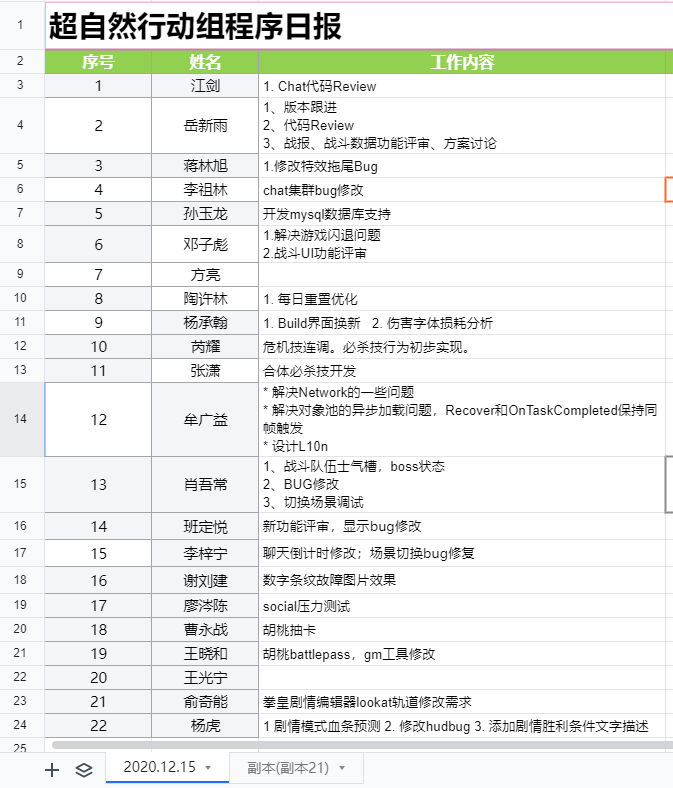 1 超自然行动组程序日报
2 序号 姓名 工作内容
3 1 江剑 1. Chat代码Review
4 2 岳新雨 1、版本跟进
2、代码Review
3、战报、战斗数据功能评审、方案讨论
5 3 蒋林旭 1.修改特效拖尾Bug
6 4 李祖林 chat集群bug修改
7 5 孙玉龙 开发mysql数据库支持
8 6 邓子彪 1.解决游戏闪退问题
2.战斗UI功能评审
9 7 方亮
10 8 陶许林 1. 每日重置优化
11 9 杨承翰 1. Build界面换新 2. 伤害字体损耗分析
12 10 芮耀 危机技连调。必杀技行为初步实现。
13 11 张潇 合体必杀技开发
14 12 牟广益 * 解决Network的一些问题
* 解决对象池的异步加载问题，Recover和OnTaskCompleted保持同
帧触发
* 设计L10n
15 13 肖吾常 1、战斗队伍士气槽，boss状态
2、BUG修改
3、切换场景调试
16 14 班定悦 新功能评审，显示bug修改
17 15 李梓宁 聊天倒计时修改；场景切换bug修复
18 16 谢刘建 数字条纹故障图片效果
19 17 廖涔陈 social压力测试
20 18 曹永战 胡桃抽卡
21 19 王晓和 胡桃battlepass，gm工具修改
22 20 王光宁
23 21 俞奇能 拳皇剧情编辑器lookat轨道修改需求
24 22 杨虎 1 剧情模式血条预测 2. 修改hudbug 3. 添加剧情胜利条件文字描述
25
2020.12.15 副本(副本21)